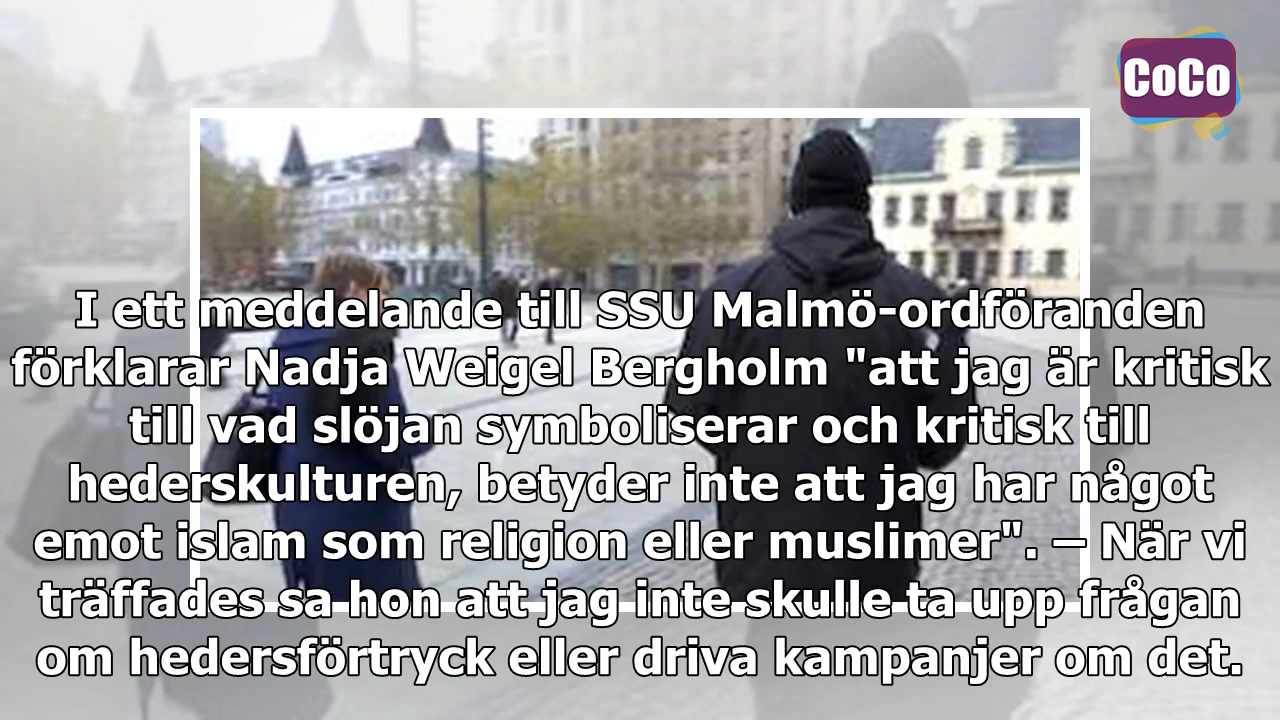 CoCo
I ett meddelande till SSU Malmö-ordföranden
förklarar Nadja Weigel Bergholm "att jag är kritisk
till vad slöjan symboliserar och kritisk till
hederskulturen, betyder inte att jag har något
emot islam som religion eller muslimer". – När vi
träffades sa hon att jag inte skulle ta upp frågan
om hedersförtryck eller driva kampanjer om det.